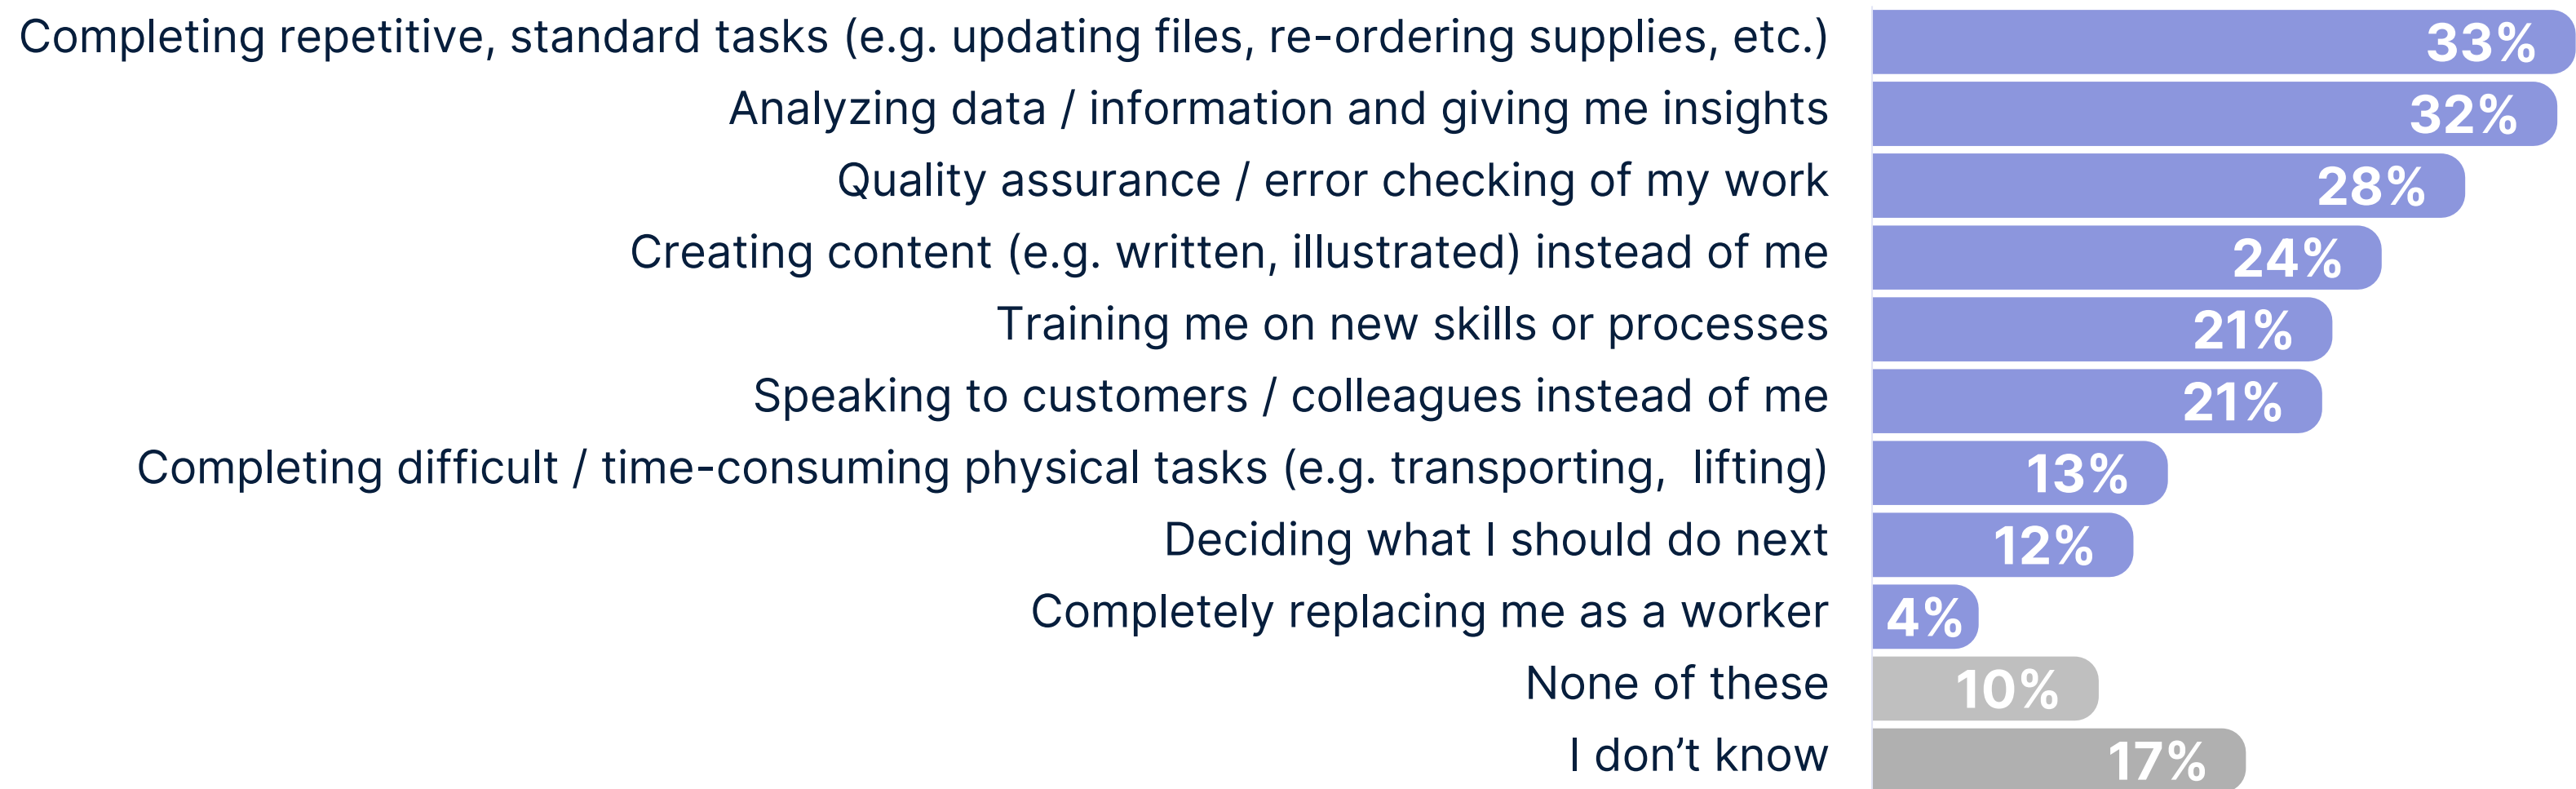 Completing repetitive, standard tasks (e.g. updating files, re-ordering supplies, etc.) 33%
Analyzing data / information and giving me insights 32%
Quality assurance / error checking of my work 28%
Creating content (e.g. written, illustrated) instead of me 24%
Training me on new skills or processes 21%
Speaking to customers / colleagues instead of me 21%
Completing difficult / time-consuming physical tasks (e.g. transporting,  lifting) 13%
Deciding what I should do next 12%
Completely replacing me as a worker 4%
None of these 10%
I don’t know 17%